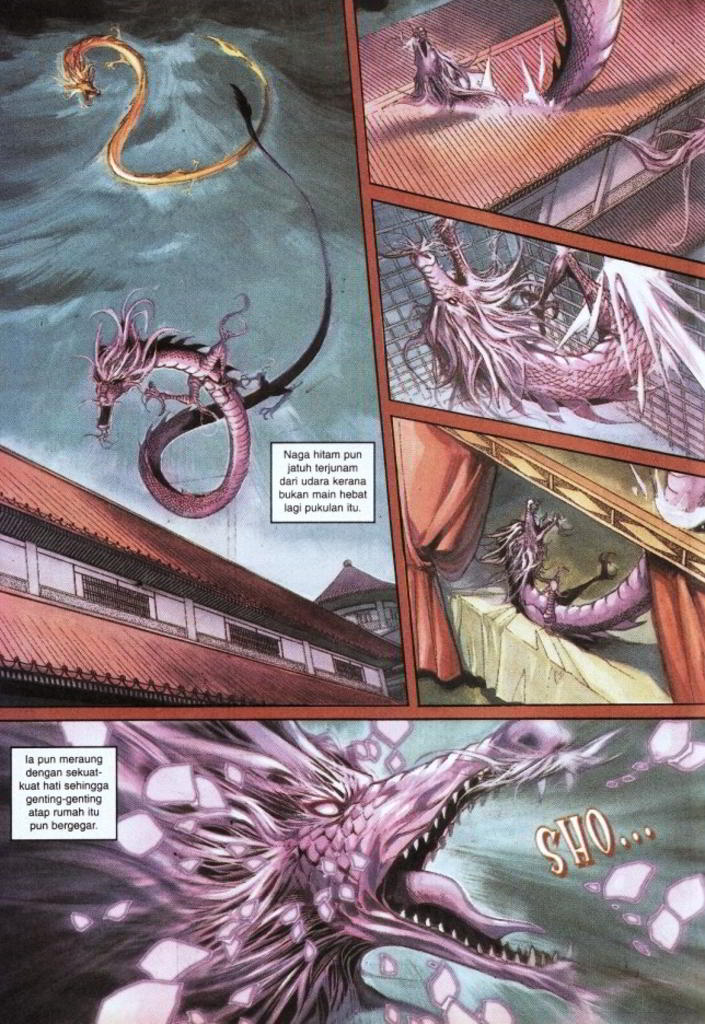 Naga hitam pun
jatuh terjunam
dari udara kerana
bukan main hebat
lagi pukulan itu.
Ia pun meraung
dengan sekuat-
kuat hati sehingga
genting-genting
atap rumah itu
pun bergegar.
SHO...